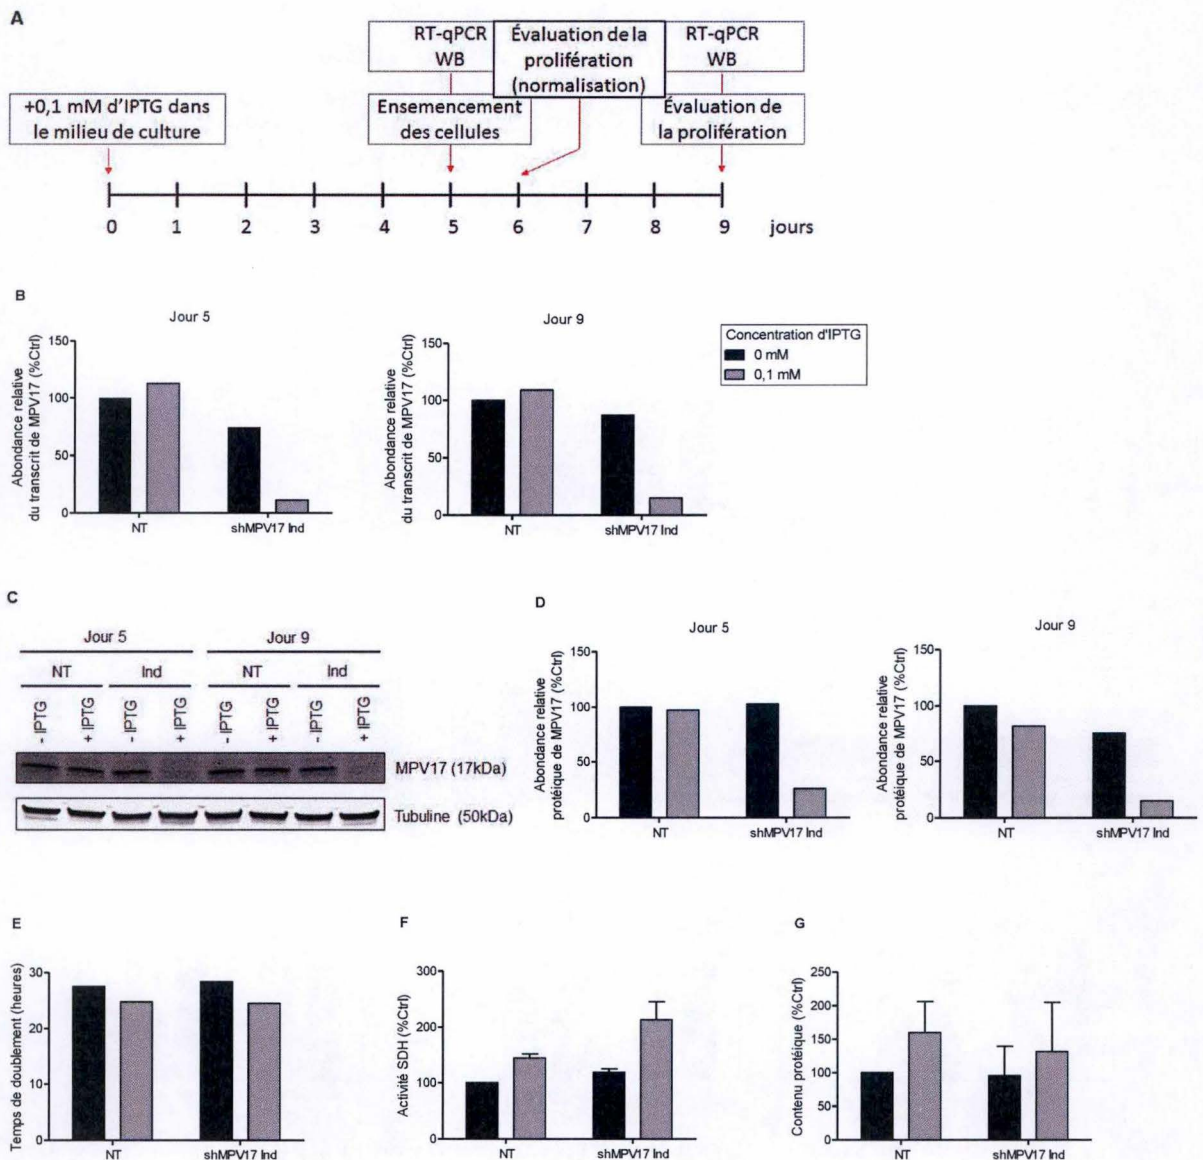 A
RT-qPCR
WB
Évaluation de la
prolifération
(normalisation)
RT-qPCR
WB
+0,1 mM d'IPTG dans
le milieu de culture
Ensemencement
des cellules
Évaluation de
la prolifération
0 1 2 3 4 5 6 7 8 9 jours
B
Jour 5
Abondance relative
du transcrit de MPV17 (%Ctrl)
150
100
50
0
NT shMPV17 Ind
Jour 9
Abondance relative
du transcrit de MPV17 (%Ctrl)
150
100
50
0
NT shMPV17 Ind
Concentration d'IPTG
0 mM
0,1 mM
C
Jour 5 Jour 9
NT Ind NT Ind
- IPTG + IPTG - IPTG + IPTG - IPTG + IPTG - IPTG + IPTG
MPV17 (17kDa)
Tubuline (50kDa)
D
Jour 5
Abondance relative
protéique de MPV17 (%Ctrl)
150
100
50
0
NT shMPV17 Ind
Jour 9
Abondance relative
protéique de MPV17 (%Ctrl)
150
100
50
0
NT shMPV17 Ind
E
Temps de doublement (heures)
30
20
10
0
NT shMPV17 Ind
F
Activité SDH (%Ctrl)
300
200
100
0
NT shMPV17 Ind
G
Contenu protéique (%Ctrl)
250
200
150
100
50
0
NT shMPV17 Ind